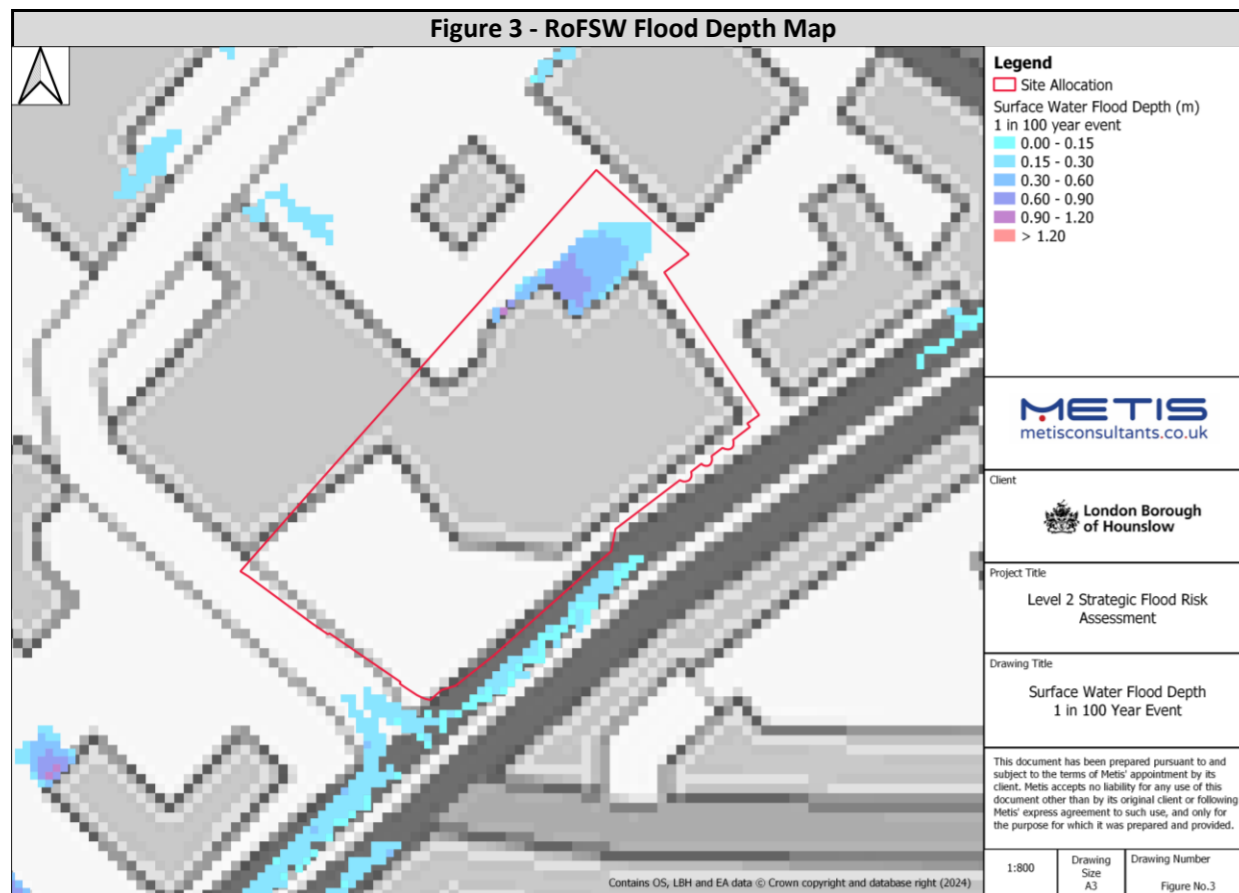 Figure 3 - RoFSW Flood Depth Map
Legend
Site Allocation
Surface Water Flood Depth (m)
1 in 100 year event
0.00 - 0.15
0.15 - 0.30
0.30 - 0.60
0.60 - 0.90
0.90 - 1.20
> 1.20
METIS
metisconsultants.co.uk
Client
London Borough
of Hounslow
Project Title
Level 2 Strategic Flood Risk
Assessment
Drawing Title
Surface Water Flood Depth
1 in 100 Year Event
This document has been prepared pursuant to and
subject to the terms of Metis' appointment by its
client. Metis accepts no liability for any use of this
document other than by its original client or following
Metis' express agreement to such use, and only for
the purpose for which it was prepared and provided.
1:800
Drawing
Size
A3
Drawing Number
Figure No.3
Contains OS, LBH and EA data © Crown copyright and database right (2024)